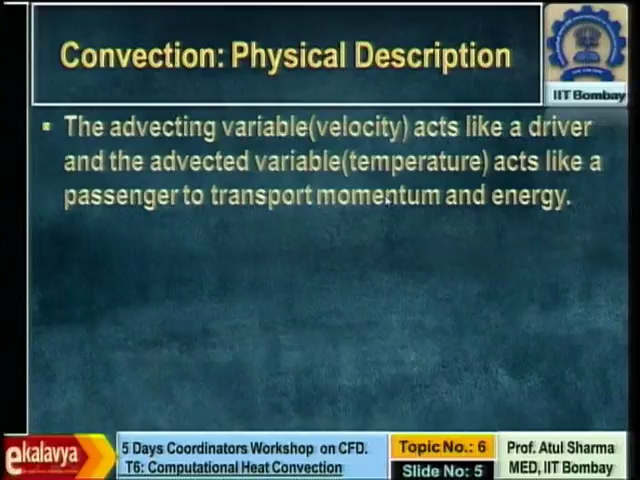 Convection: Physical Description
IIT Bombay
The advecting variable(velocity) acts like a driver
and the advected variable(temperature) acts like a
passenger to transport momentum and energy.
ekalavya
5 Days Coordinators Workshop on CFD.
T6: Computational Heat Convection
Topic No.: 6
Slide No: 5
Prof. Atul Sharma
MED, IIT Bombay